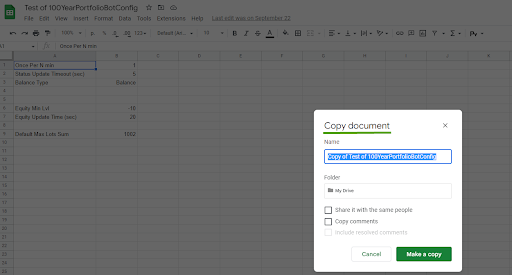 Test of 100YearPortfolioBotConfig
File Edit View Insert Format Data Tools Extensions Help Last edit was on September 22
100% $ % .0 .00 123 Default (Ari... 10 B I S A
Once Per N min
A B C D E F G H I
1 Once Per N min 1
2 Status Update Timeout (sec) 5
3 Balance Type Balance
4
5
6 Equity Min Lvl
7 Equity Update Time (sec) 20
8
9 Default Max Lots Sum
Copy document
Name
Copy of Test of 100YearPortfolioBotConfig
Folder
My Drive
Share it with the same people
Copy comments
Include resolved comments
Cancel Make a copy